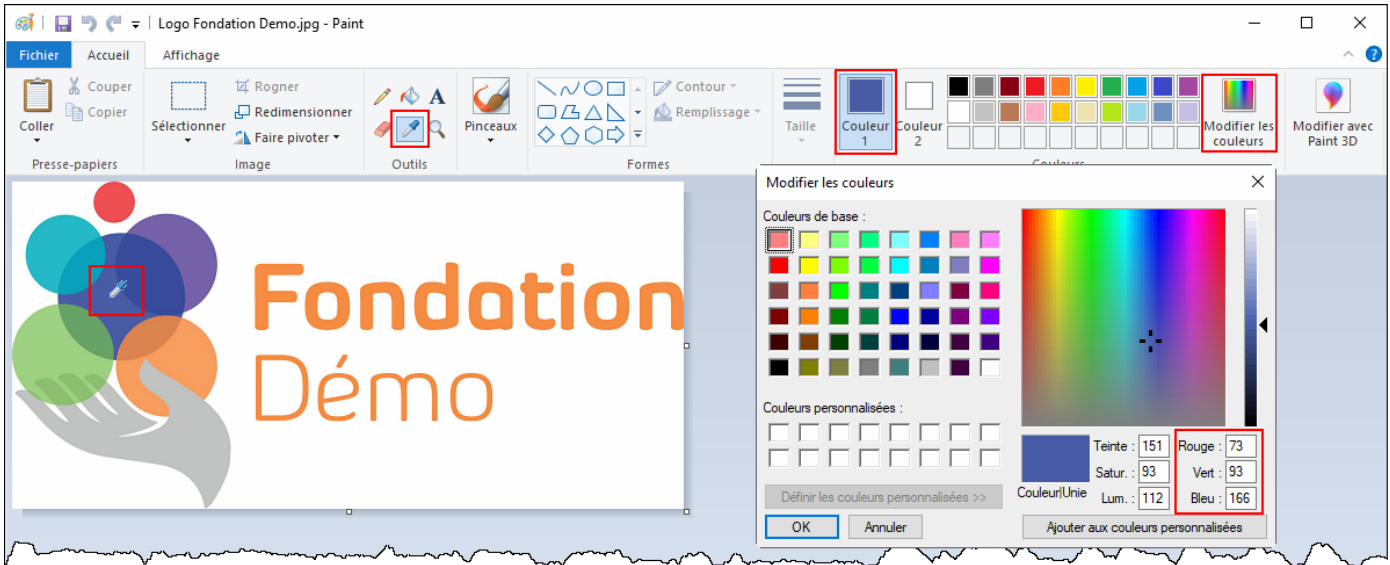 Logo Fondation Demo.jpg - Paint
Fichier Accueil Affichage
Coller
Couper
Copier
Presse-papiers
Sélectionner
Rogner
Redimensionner
Faire pivoter
Image
A
Outils
Pinceaux
Contour
Remplissage
Formes
Taille
Couleur
1
Couleur
2
Modifier les
couleurs
Couleurs
Modifier avec
Paint 3D
Fondation
Démo
Modifier les couleurs
Couleurs de base :
Couleurs personnalisées :
Définir les couleurs personnalisées >>
OK Annuler
Couleur|Unie
Teinte : 151 Rouge : 73
Satur. : 93 Vert : 93
Lum. : 112 Bleu : 166
Ajouter aux couleurs personnalisées